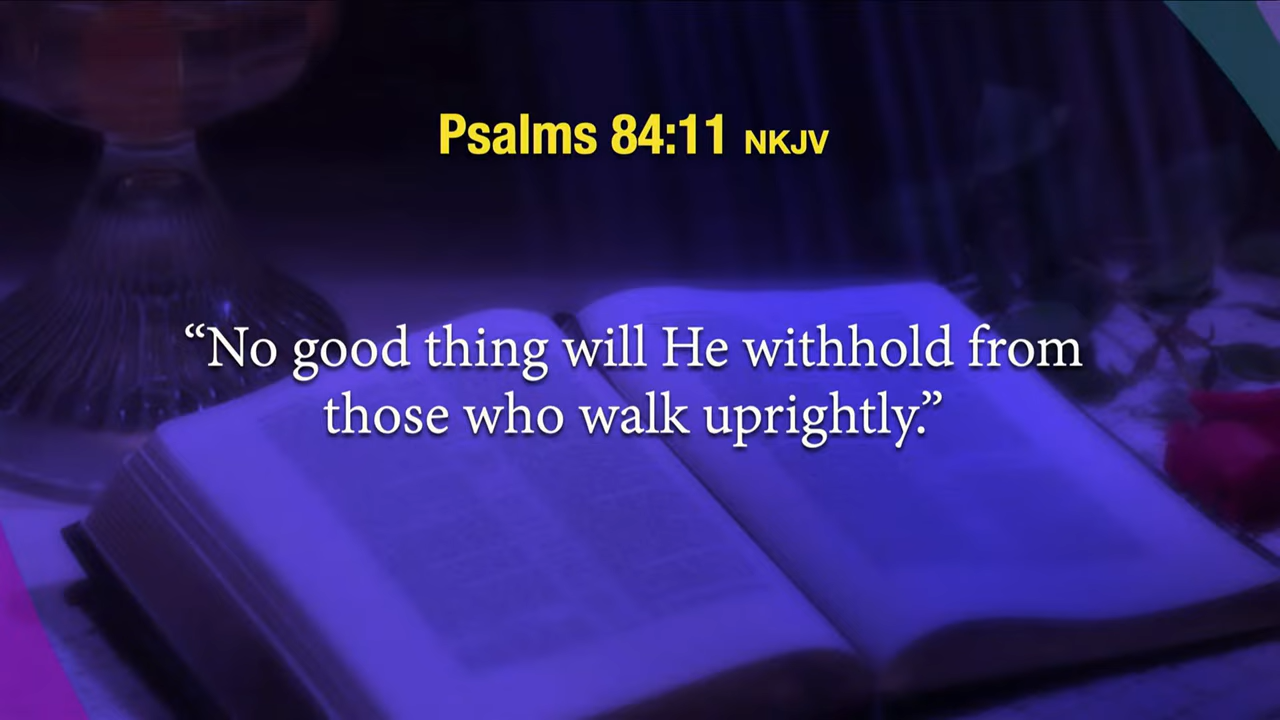 Psalms 84:11 NKJV
“No good thing will He withhold from
those who walk uprightly.”